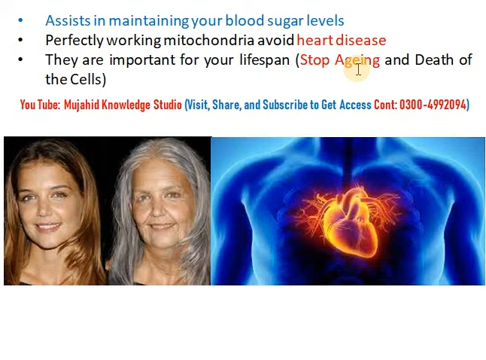 • Assists in maintaining your blood sugar levels
• Perfectly working mitochondria avoid heart disease
• They are important for your lifespan (Stop Ageing and Death of
the Cells)
You Tube: Mujahid Knowledge Studio (Visit, Share, and Subscribe to Get Access Cont: 0300-4992094)